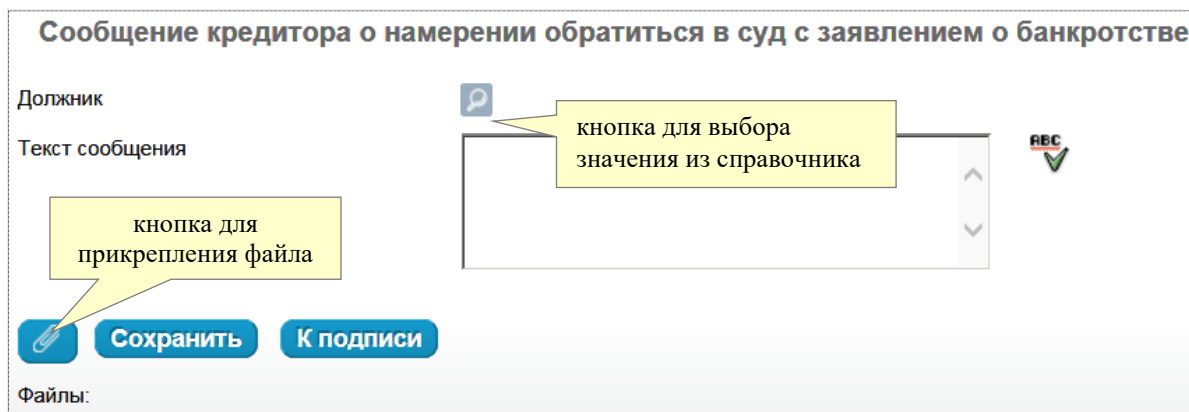 Сообщение кредитора о намерении обратиться в суд с заявлением о банкротстве
Должник
кнопка для выбора
значения из справочника
Текст сообщения
ABC
кнопка для
прикрепления файла
Сохранить
К подписи
Файлы: